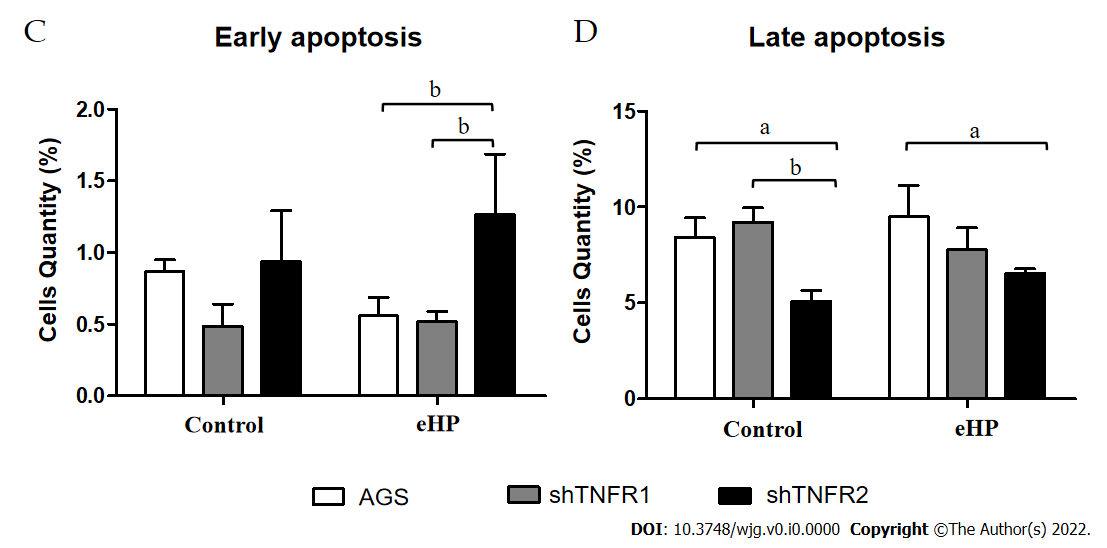 C
Early apoptosis
Cells Quantity (%)
2.0
1.5
1.0
0.5
0.0
b
b
Control
eHP
D
Late apoptosis
Cells Quantity (%)
15
10
5
0
a
b
a
Control
eHP
AGS
shTNFR1
shTNFR2
DOI: 10.3748/wjg.v0.i0.0000 Copyright ©The Author(s) 2022.